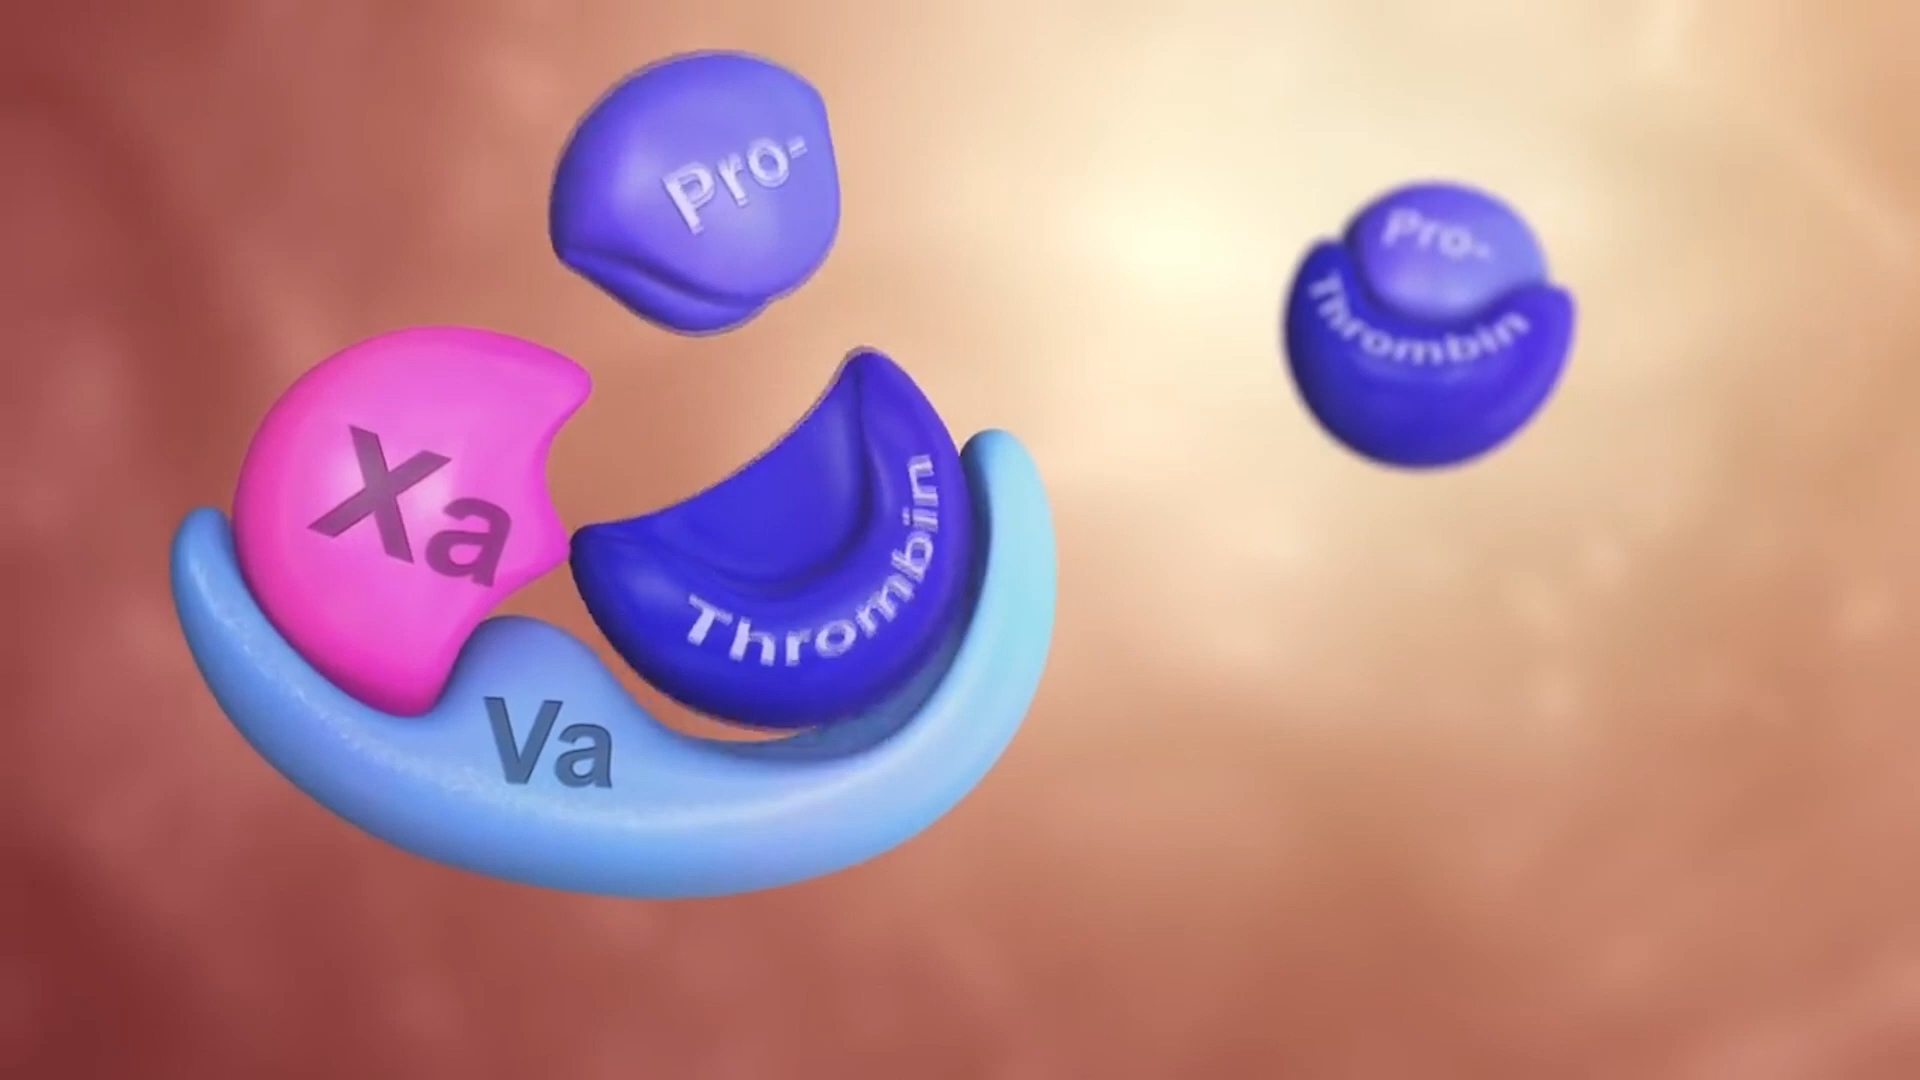 Pro-
Pro-
Thrombin
Xa
Thrombin
Va